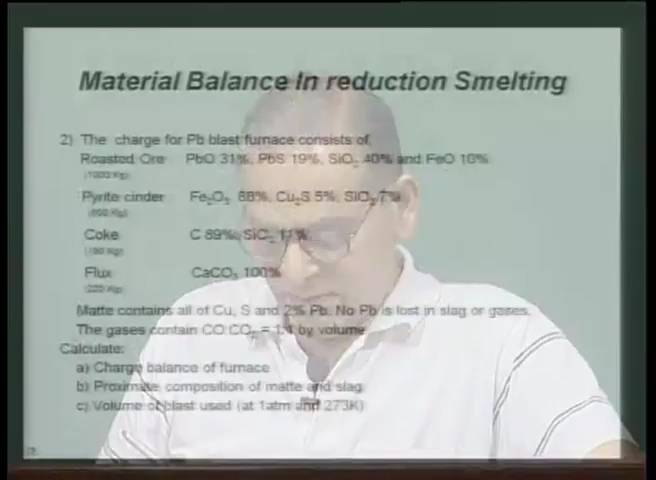 Material Balance In reduction Smelting
2) The charge for Pb blast furnace consists of
Roasted Ore PbO 31%, PbS 19%, SiO2 40% and FeO 10%
(1000 Kg)
Pyrite cinder Fe2O3 88%, Cu2S 5%, SiO2 7%
Coke C 89%, SiO2 11%
Flux CaCO3 100%
Matte contains all of Cu, S and 2% Pb. No Pb is lost in slag or gases.
The gases contain CO:CO2 = 1:1 by volume
Calculate:
a) Charge balance of furnace
b) Proximate composition of matte and slag
c) Volume of blast used (at 1atm and 273K)